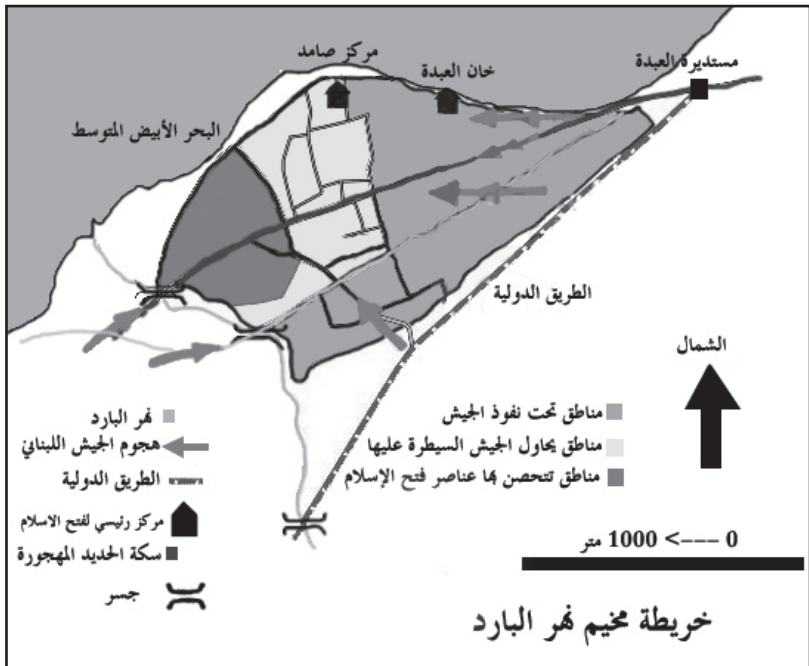 مستديرة العبدة
مركز صامد
خان العبدة
البحر الأبيض المتوسط
الطريق الدولية
الشمال
مناطق تحت نفوذ الجيش
مناطق يحاول الجيش السيطرة عليها
مناطق تتحصن بها عناصر فتح الإسلام
نهر البارد
هجوم الجيش اللبناني
الطريق الدولية
مركز رئيسي لفتح الاسلام
سكة الحديد المهجورة
جسر
0 ---> 1000 متر
خريطة مخيم نهر البارد